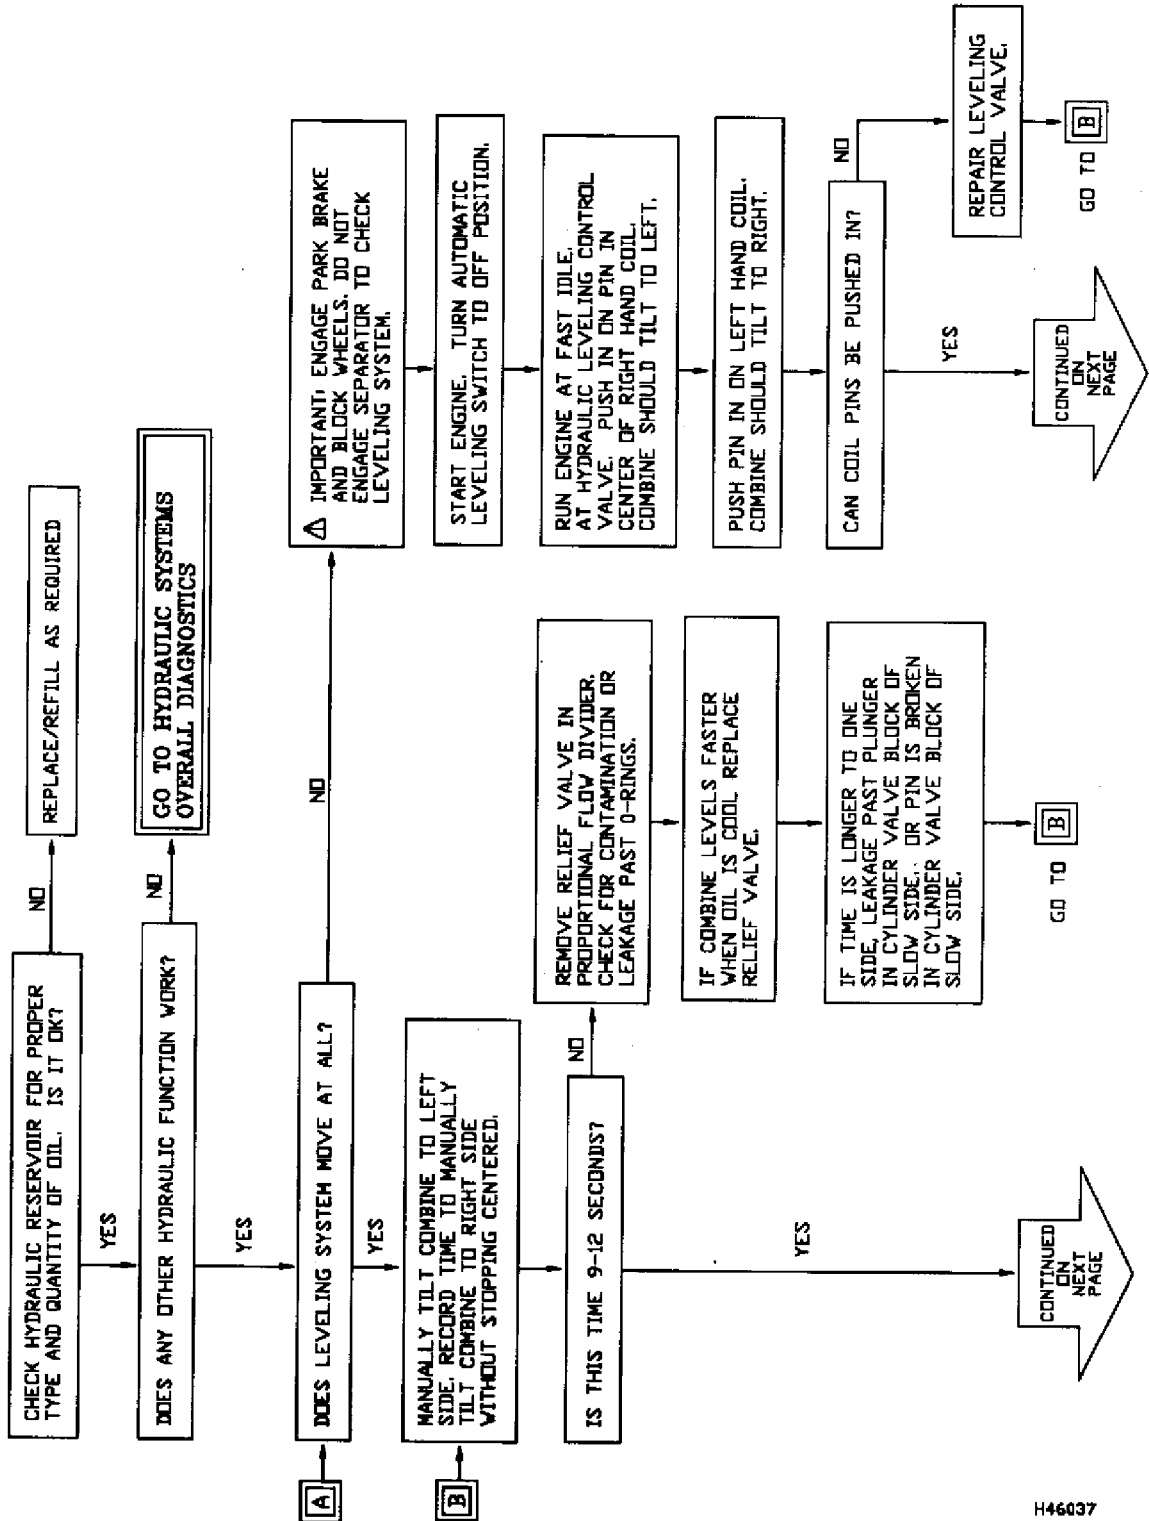 CHECK HYDRAULIC RESERVOIR FOR PROPER
TYPE AND QUANTITY OF OIL. IS IT OK?
NO
REPLACE/REFILL AS REQUIRED
YES
DOES ANY OTHER HYDRAULIC FUNCTION WORK?
NO
GO TO HYDRAULIC SYSTEMS
OVERALL DIAGNOSTICS
YES
A
DOES LEVELING SYSTEM MOVE AT ALL?
NO
YES
⚠ IMPORTANT: ENGAGE PARK BRAKE
AND BLOCK WHEELS. DO NOT
ENGAGE SEPARATOR TO CHECK
LEVELING SYSTEM.
START ENGINE. TURN AUTOMATIC
LEVELING SWITCH TO OFF POSITION.
RUN ENGINE AT FAST IDLE.
AT HYDRAULIC LEVELING CONTROL
VALVE. PUSH IN ON PIN IN
CENTER OF RIGHT HAND COIL.
COMBINE SHOULD TILT TO LEFT.
PUSH PIN IN ON LEFT HAND COIL.
COMBINE SHOULD TILT TO RIGHT.
CAN COIL PINS BE PUSHED IN?
NO
REPAIR LEVELING
CONTROL VALVE.
GO TO
B
YES
CONTINUED
ON
NEXT
PAGE
B
MANUALLY TILT COMBINE TO LEFT
SIDE. RECORD TIME TO MANUALLY
TILT COMBINE TO RIGHT SIDE
WITHOUT STOPPING CENTERED.
IS THIS TIME 9-12 SECONDS?
NO
REMOVE RELIEF VALVE IN
PROPORTIONAL FLOW DIVIDER.
CHECK FOR CONTAMINATION OR
LEAKAGE PAST O-RINGS.
IF COMBINE LEVELS FASTER
WHEN OIL IS COOL REPLACE
RELIEF VALVE.
IF TIME IS LONGER TO ONE
SIDE, LEAKAGE PAST PLUNGER
IN CYLINDER VALVE BLOCK OF
SLOW SIDE. OR PIN IS BROKEN
IN CYLINDER VALVE BLOCK OF
SLOW SIDE.
GO TO
B
YES
CONTINUED
ON
NEXT
PAGE
H46037